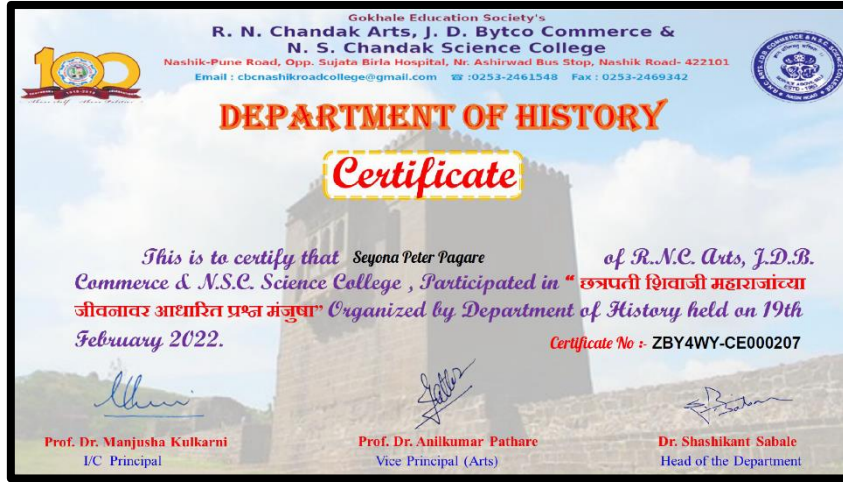 Gokhale Education Society's
R. N. Chandak Arts, J. D. Bytco Commerce &
N. S. Chandak Science College
Nashik-Pune Road, Opp. Sujata Birla Hospital, Nr. Ashirwad Bus Stop, Nashik Road- 422101
Email : cbcnashikroadcollege@gmail.com ☎ :0253-2461548 Fax : 0253-2469342
DEPARTMENT OF HISTORY
Certificate
This is to certify that Seyona Peter Pagare of R.N.C. Arts, J.D.B.
Commerce & N.S.C. Science College , Participated in “ छत्रपती शिवाजी महाराजांच्या
जीवनावर आधारित प्रश्न मंजुषा” Organized by Department of History held on 19th
February 2022.
Certificate No :- ZBY4WY-CE000207
Prof. Dr. Manjusha Kulkarni
I/C Principal
Prof. Dr. Anilkumar Pathare
Vice Principal (Arts)
Dr. Shashikant Sabale
Head of the Department